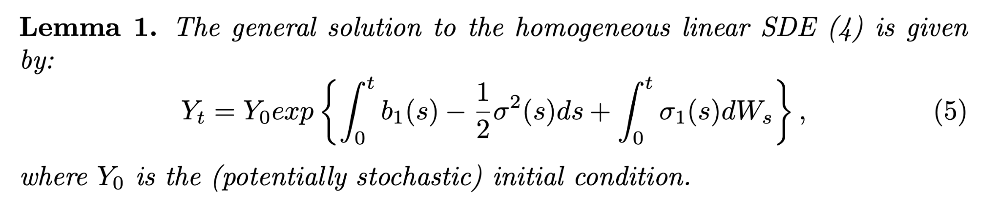 Lemma 1. The general solution to the homogeneous linear SDE (4) is given
by:
$Y_t = Y_0 exp \left\{ \int_0^t b_1(s) - \frac{1}{2}\sigma^2(s)ds + \int_0^t \sigma_1(s)dW_s \right\},$ (5)
where $Y_0$ is the (potentially stochastic) initial condition.